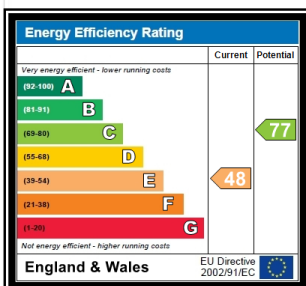 Energy Efficiency Rating
Current Potential
Very energy efficient - lower running costs
(92-100) A
(81-91) B
(69-80) C
77
(55-68) D
(39-54) E
48
(21-38) F
(1-20) G
Not energy efficient - higher running costs
England & Wales
EU Directive
2002/91/EC